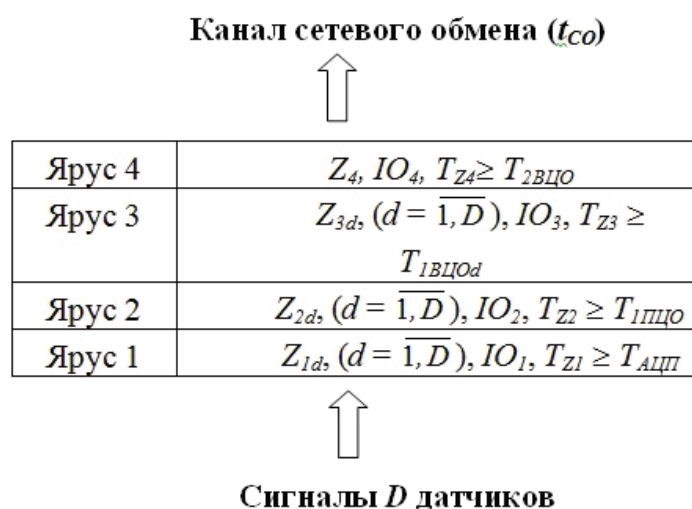 Канал сетевого обмена (tCO)
Ярус 4 Z4, IO4, TZ4 ≥ T2ВЦО
Ярус 3 Z3d, (d = 1, D), IO3, TZ3 ≥
T1ВЦОd
Ярус 2 Z2d, (d = 1, D), IO2, TZ2 ≥ T1ПЦО
Ярус 1 Z1d, (d = 1, D), IO1, TZ1 ≥ TАЦП
Сигналы D датчиков